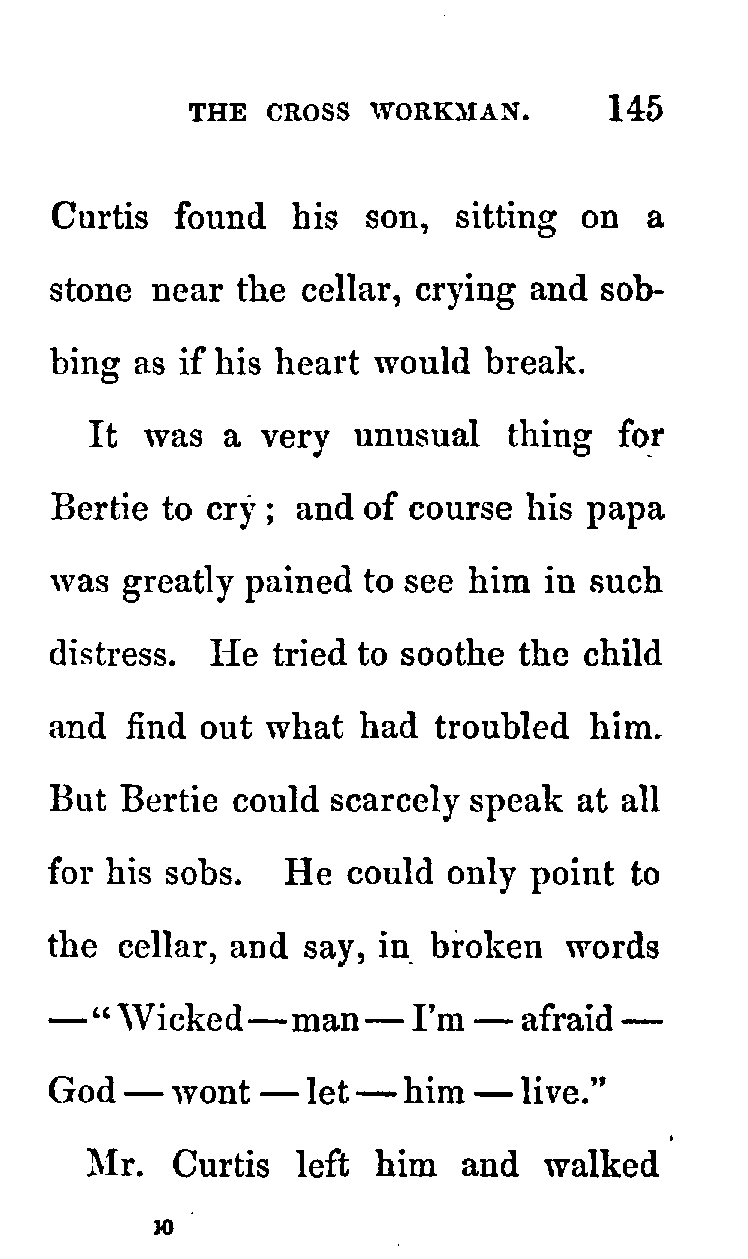 THE CROSS WORKMAN. 145
Curtis found his son, sitting on a
stone near the cellar, crying and sob-
bing as if his heart would break.
It was a very unusual thing for
Bertie to cry; and of course his papa
was greatly pained to see him in such
distress. He tried to soothe the child
and find out what had troubled him.
But Bertie could scarcely speak at all
for his sobs. He could only point to
the cellar, and say, in broken words
—“Wicked—man—I’m—afraid—
God—wont—let—him—live.”
Mr. Curtis left him and walked
10